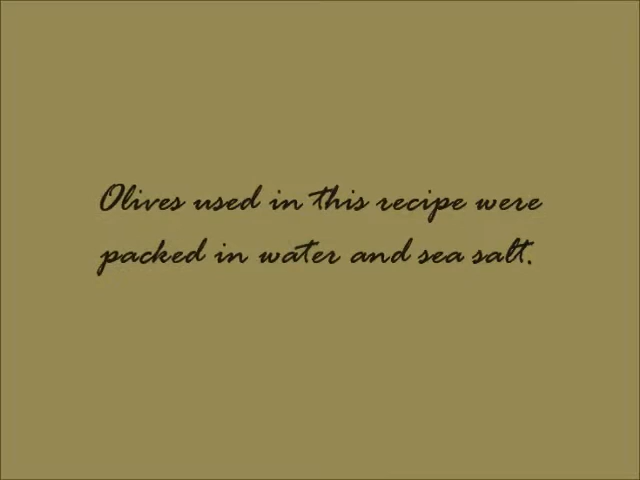 Olives used in this recipe were
packed in water and sea salt.